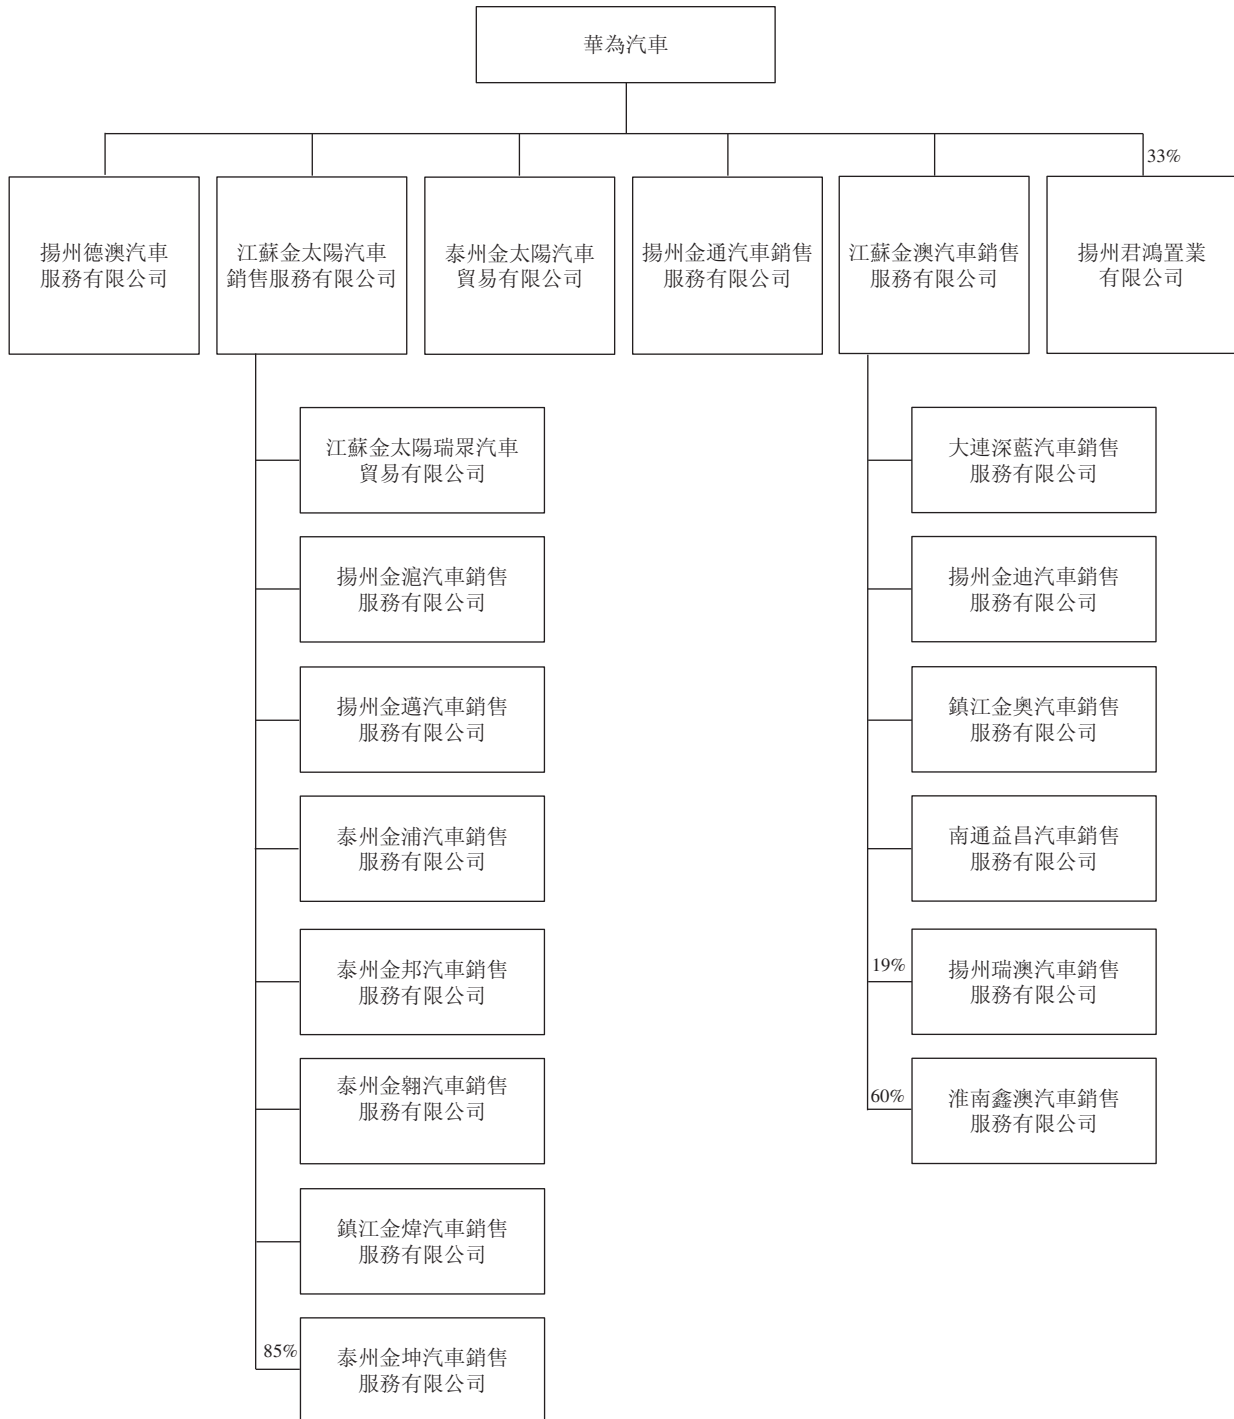 華為汽車
33%
揚州德澳汽車
服務有限公司
江蘇金太陽汽車
銷售服務有限公司
泰州金太陽汽車
貿易有限公司
揚州金通汽車銷售
服務有限公司
江蘇金澳汽車銷售
服務有限公司
揚州君鴻置業
有限公司
江蘇金太陽瑞眾汽車
貿易有限公司
揚州金滬汽車銷售
服務有限公司
揚州金邁汽車銷售
服務有限公司
泰州金浦汽車銷售
服務有限公司
泰州金邦汽車銷售
服務有限公司
泰州金翱汽車銷售
服務有限公司
鎮江金煒汽車銷售
服務有限公司
85%
泰州金坤汽車銷售
服務有限公司
大連深藍汽車銷售
服務有限公司
揚州金迪汽車銷售
服務有限公司
鎮江金奧汽車銷售
服務有限公司
南通益昌汽車銷售
服務有限公司
19%
揚州瑞澳汽車銷售
服務有限公司
60%
淮南鑫澳汽車銷售
服務有限公司